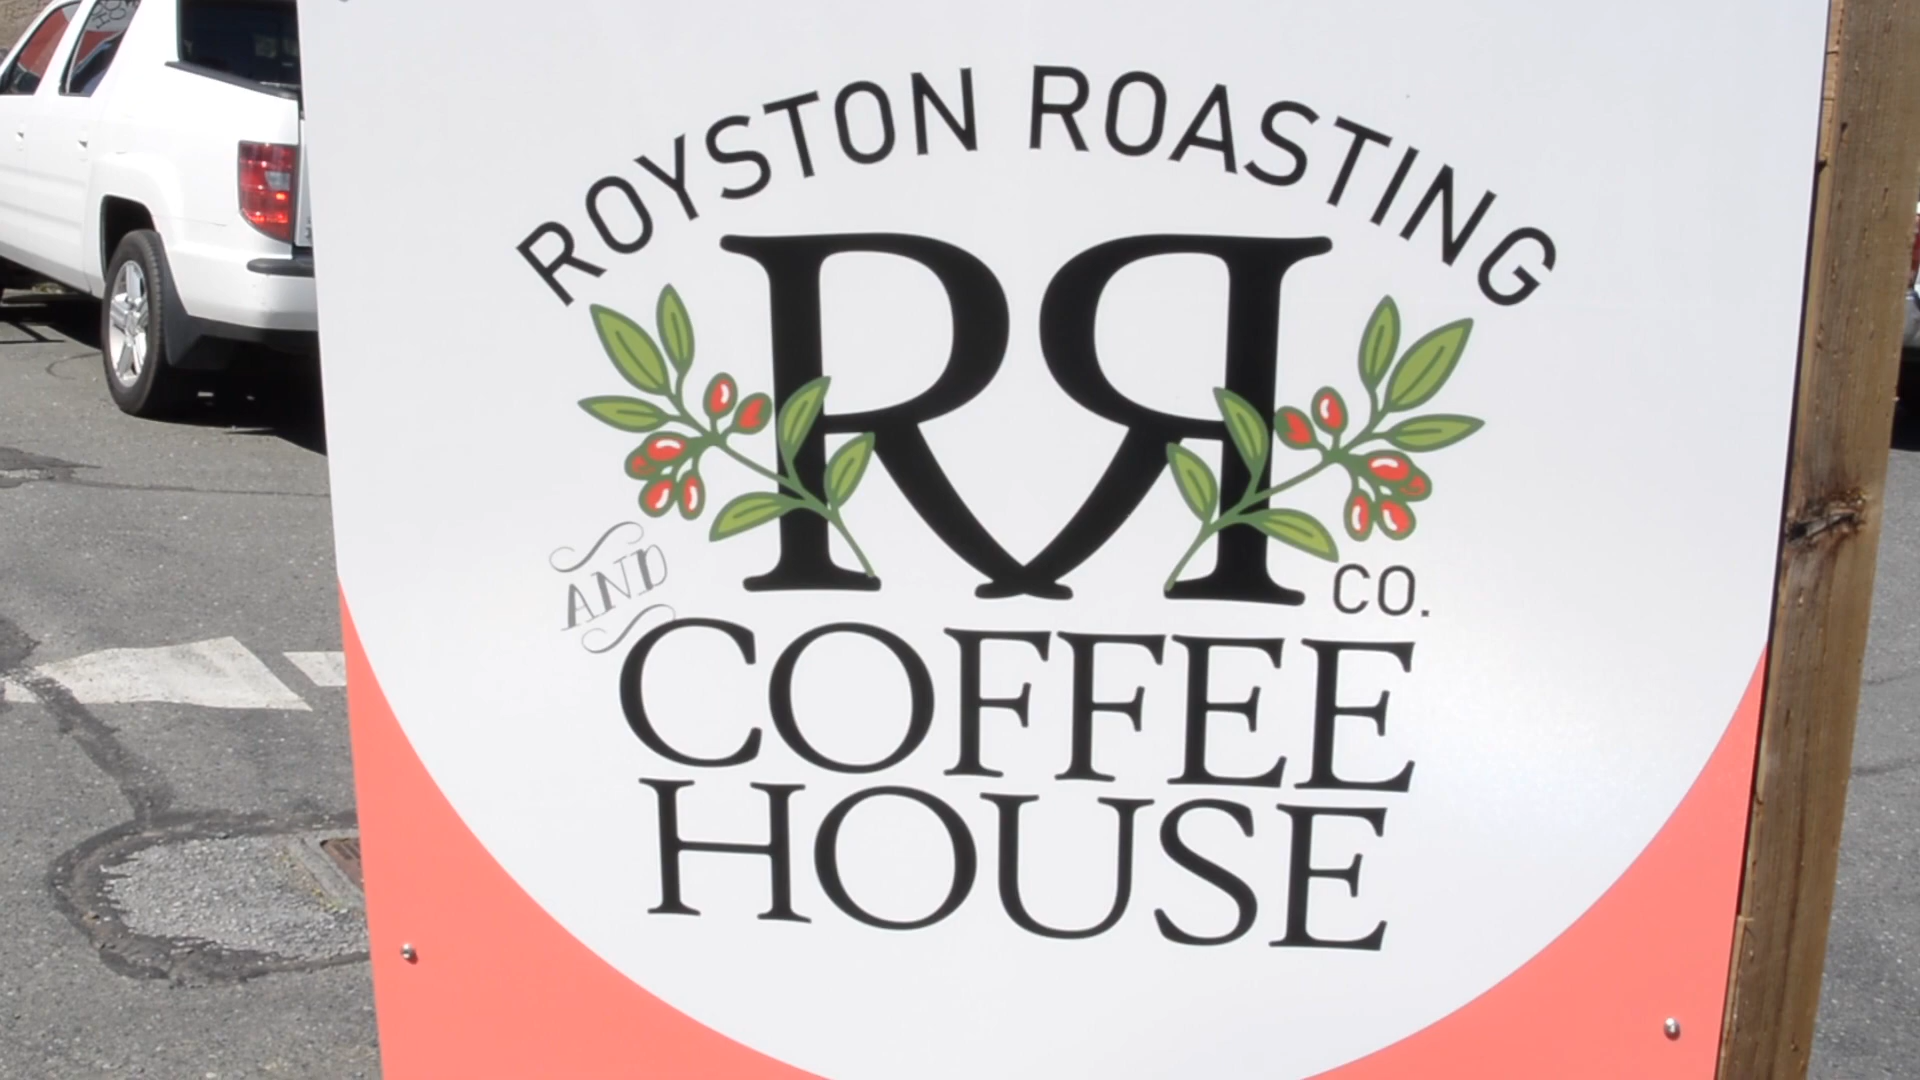 ROYSTON ROASTING
RR
CO.
AND
COFFEE
HOUSE